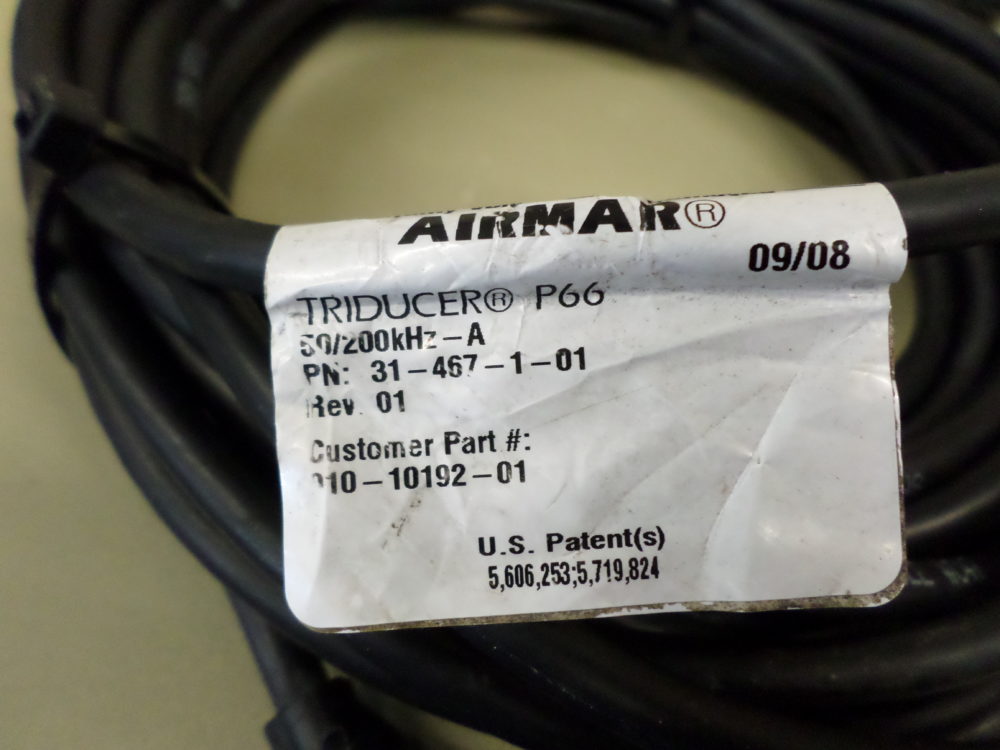 AIRMAR®
09/08
TRIDUCER® P66
50/200kHz-A
PN: 31-467-1-01
Rev. 01
Customer Part #:
010-10192-01
U.S. Patent(s)
5,606,253;5,719,824